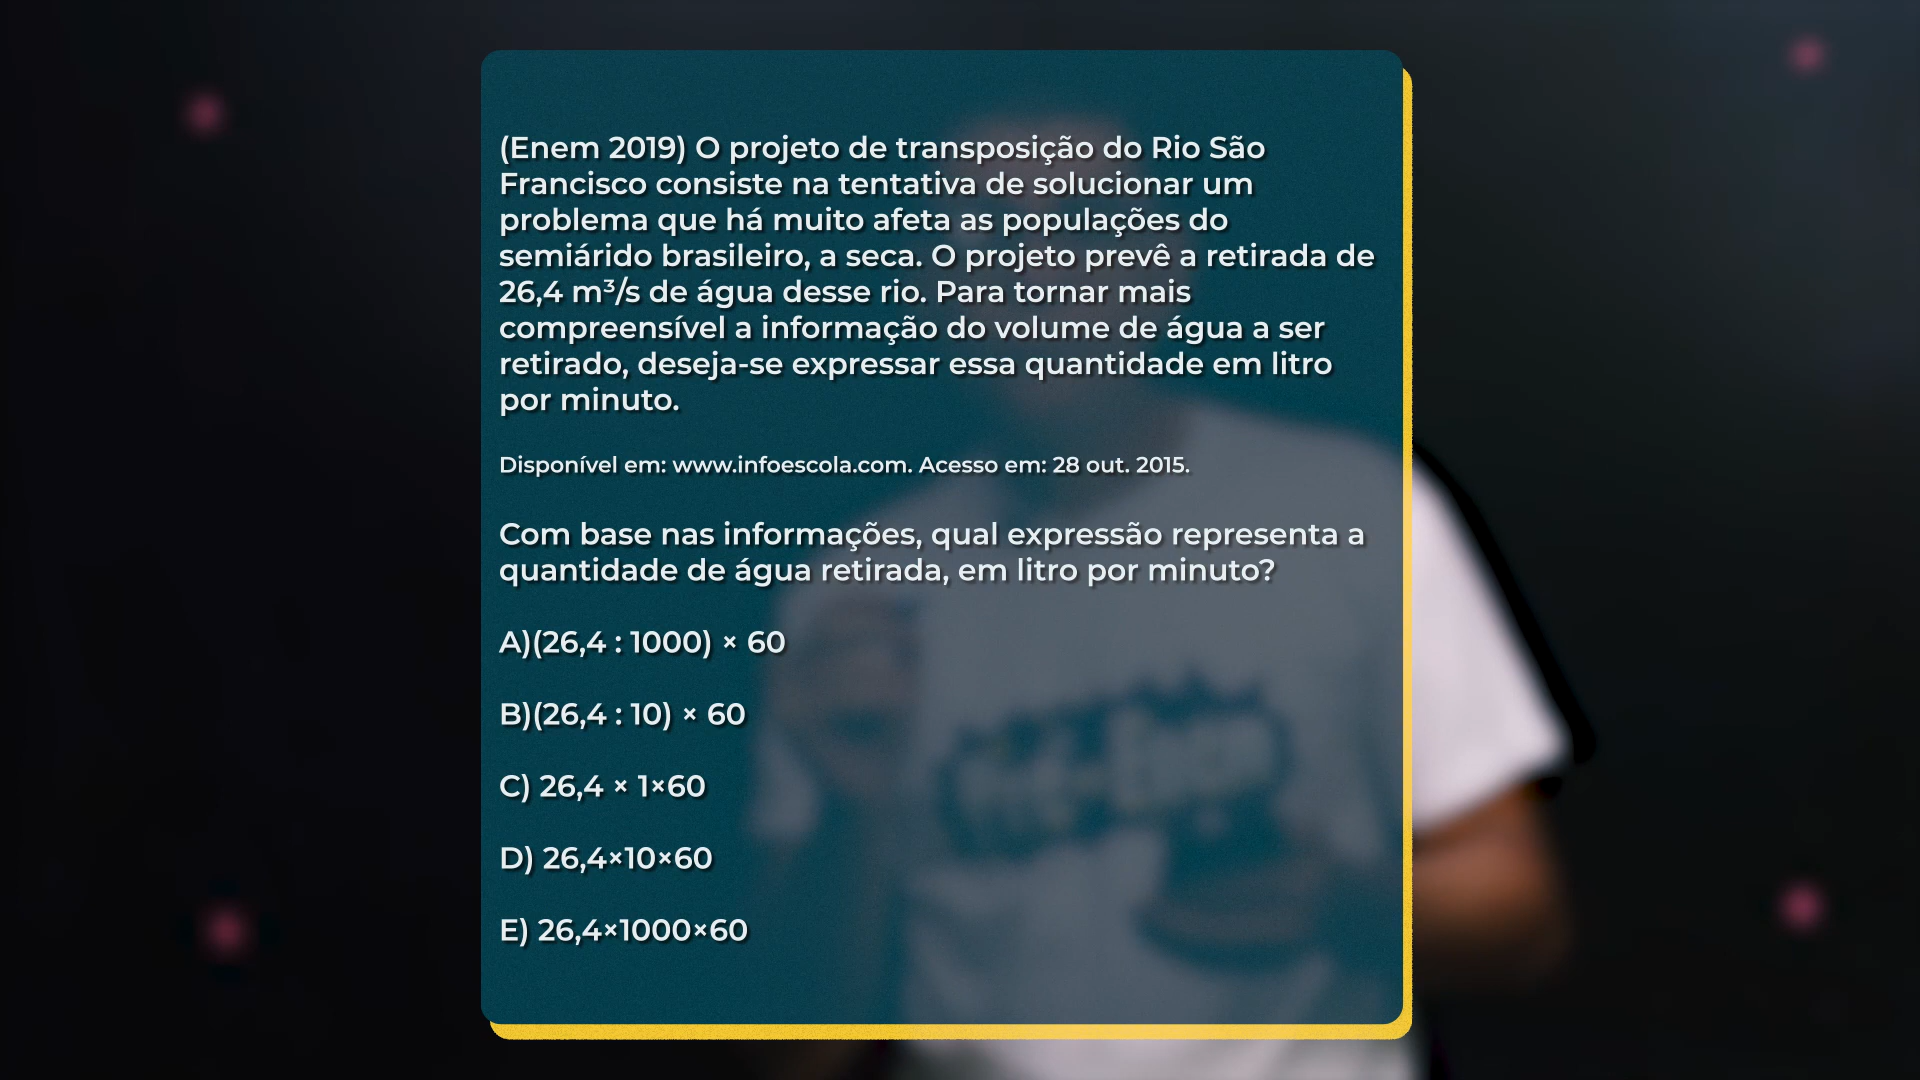 (Enem 2019) O projeto de transposição do Rio São
Francisco consiste na tentativa de solucionar um
problema que há muito afeta as populações do
semiárido brasileiro, a seca. O projeto prevê a retirada de
26,4 m³/s de água desse rio. Para tornar mais
compreensível a informação do volume de água a ser
retirado, deseja-se expressar essa quantidade em litro
por minuto.
Disponível em: www.infoescola.com. Acesso em: 28 out. 2015.
Com base nas informações, qual expressão representa a
quantidade de água retirada, em litro por minuto?
A)(26,4 : 1000) × 60
B)(26,4 : 10) × 60
C) 26,4 × 1×60
D) 26,4×10×60
E) 26,4×1000×60